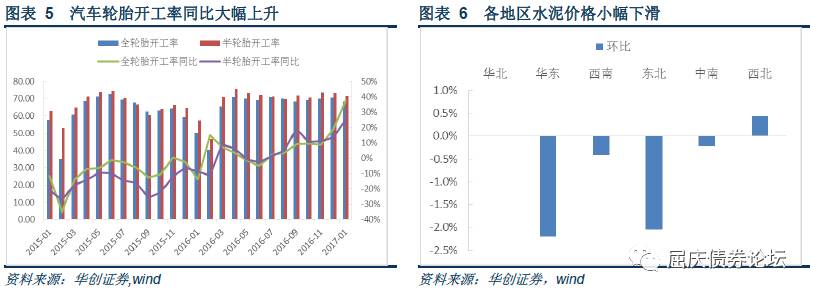 图表 5 汽车轮胎开工率同比大幅上升
全轮胎开工率
半轮胎开工率
全轮胎开工率同比
半轮胎开工率同比
80.00
70.00
60.00
50.00
40.00
30.00
20.00
10.00
0.00
50%
40%
30%
20%
10%
0%
-10%
-20%
-30%
-40%
2015-01
2015-03
2015-05
2015-07
2015-09
2015-11
2016-01
2016-03
2016-05
2016-07
2016-09
2016-11
2017-01
资料来源：华创证券,wind
图表 6 各地区水泥价格小幅下滑
环比
1.0%
0.5%
0.0%
-0.5%
-1.0%
-1.5%
-2.0%
-2.5%
华北
华东
西南
东北
中南
西北
屈庆债券论坛
资料来源：华创证券，wind